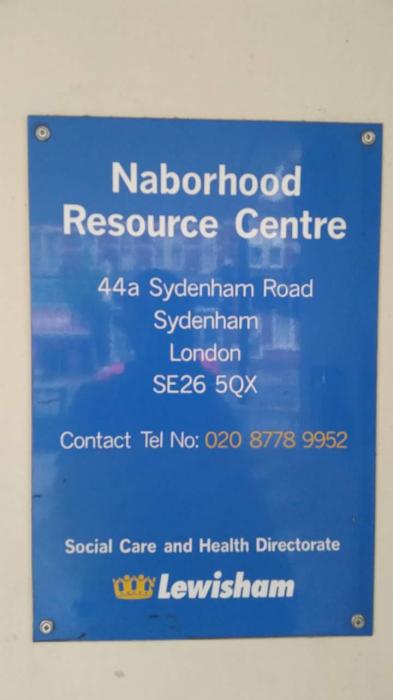 Naborhood
Resource Centre
44a Sydenham Road
Sydenham
London
SE26 5QX
Contact Tel No: 020 8778 9952
Social Care and Health Directorate
Lewisham